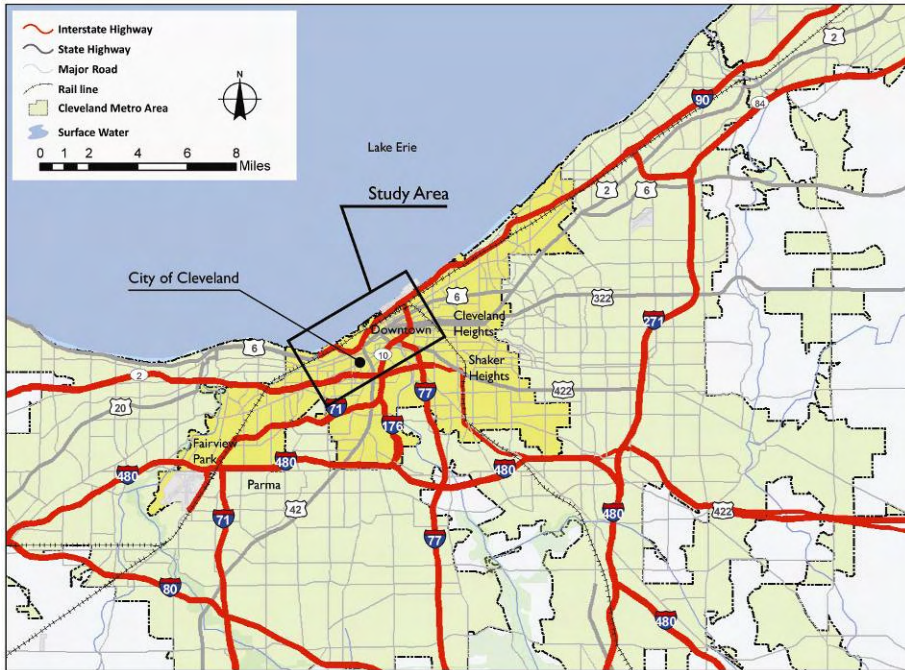 Interstate Highway
State Highway
Major Road
Rail line
Cleveland Metro Area
Surface Water
N
0 1 2 4 6 8
Miles
2
90
84
Lake Erie
Study Area
2
6
City of Cleveland
6
322
Cleveland
Heights
271
Downtown
6
10
Shaker
Heights
2
77
422
20
71
176
Fairview
Park
480
480
480
Parma
42
71
480
422
77
80
480